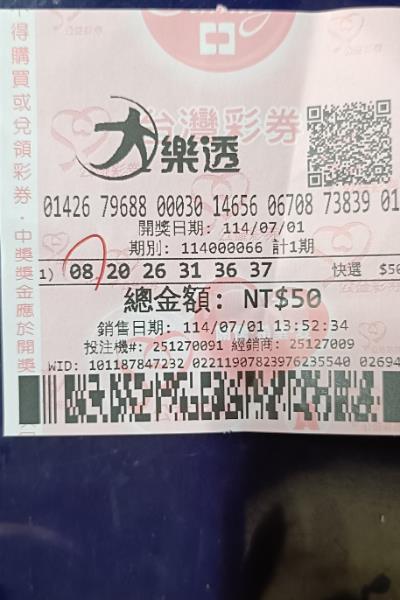 不得購買或兌領彩券。中獎獎金應於開獎
台灣彩券
大樂透
01426 79688 00030 14656 06708 73839 01
開獎日期: 114/07/01
期別: 114000066 計1期
1) 08 20 26 31 36 37 快選 $50
總金額: NT$50
銷售日期: 114/07/01 13:52:34
投注機#: 251270091 經銷商: 25127009
WID: 101187847232 02211907823976235540 02694